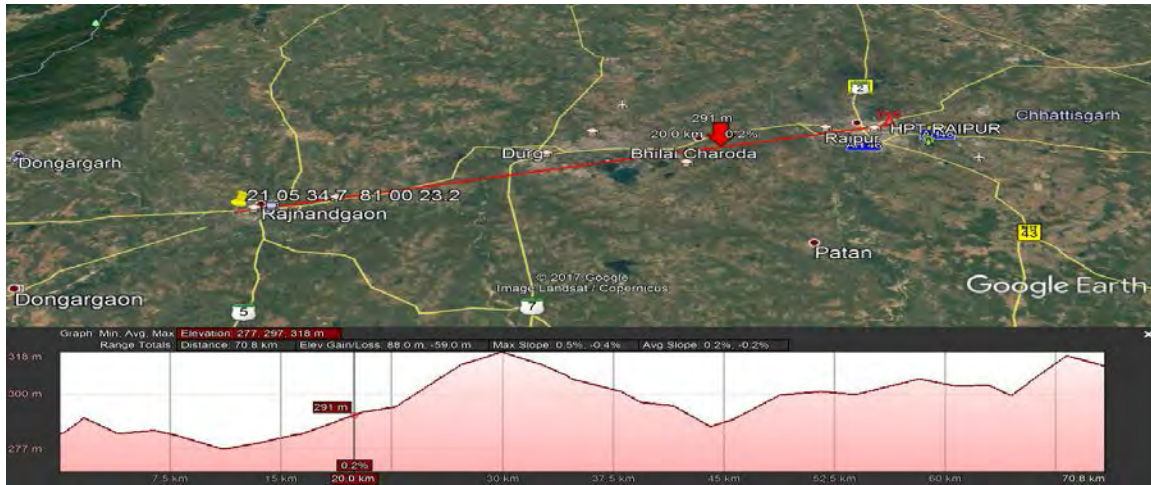 2
Chhattisgarh
291 m
HPT RAIPUR
20.0 km 0.2%
Raipur
Durg
Bhilai Charoda
Dongargarh
21 05 34.7 81 00 23.2
Rajnandgaon
43
Patan
© 2017 Google
Image Landsat / Copernicus
Google Earth
Dongargaon
5
7
Graph: Min, Avg, Max Elevation: 277, 297, 318 m
Range Totals: Distance: 70.8 km Elev Gain/Loss: 88.0 m, -59.0 m Max Slope: 0.5%, -0.4% Avg Slope: 0.2%, -0.2%
318 m
300 m
291 m
277 m
0.2%
7.5 km 15 km 20.0 km 30 km 37.5 km 45 km 52.5 km 60 km 70.8 km